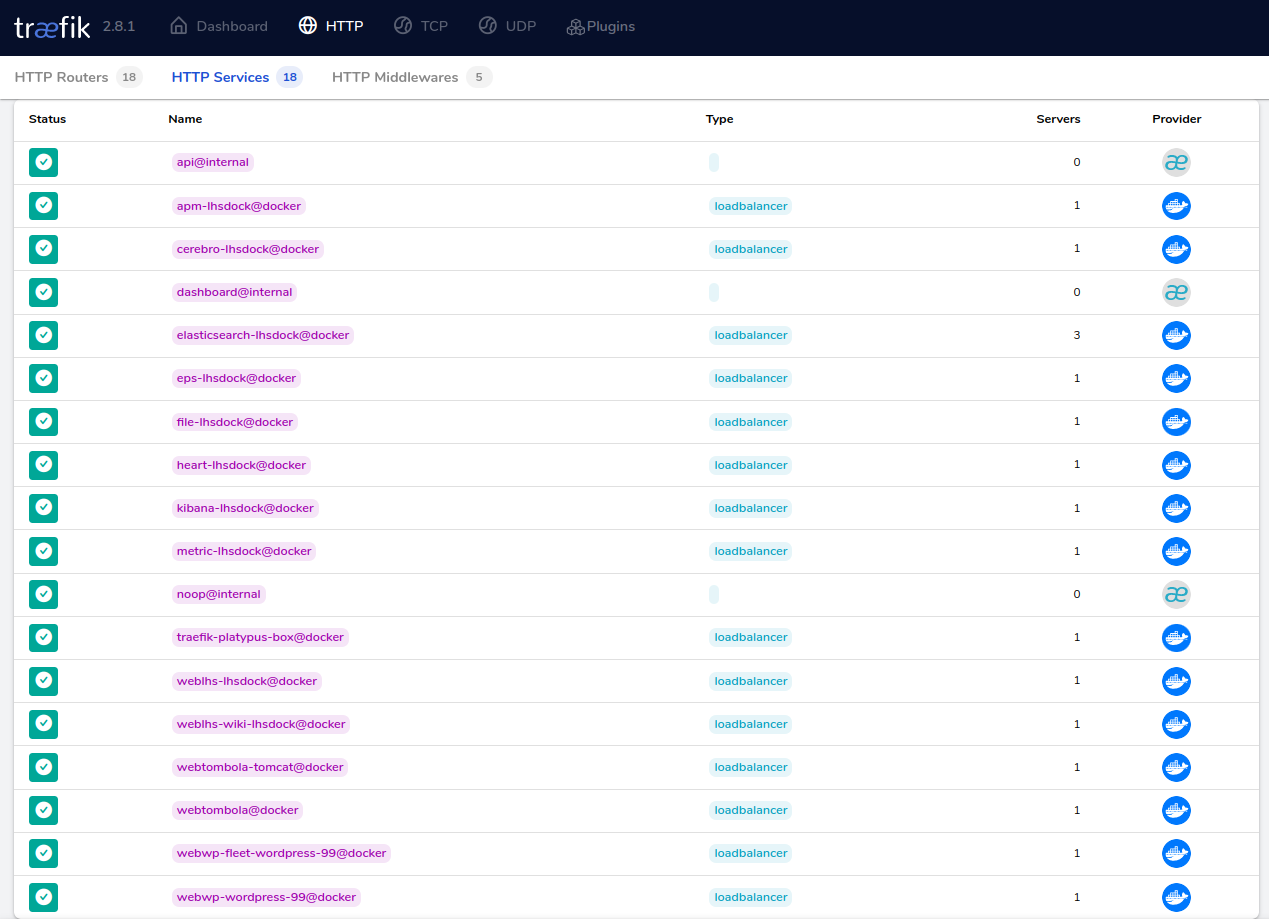 træfik 2.8.1 Dashboard HTTP TCP UDP Plugins
HTTP Routers 18 HTTP Services 18 HTTP Middlewares 5
Status Name Type Servers Provider
api@internal 0 æ
apm-lhsdock@docker loadbalancer 1
cerebro-lhsdock@docker loadbalancer 1
dashboard@internal 0 æ
elasticsearch-lhsdock@docker loadbalancer 3
eps-lhsdock@docker loadbalancer 1
file-lhsdock@docker loadbalancer 1
heart-lhsdock@docker loadbalancer 1
kibana-lhsdock@docker loadbalancer 1
metric-lhsdock@docker loadbalancer 1
noop@internal 0 æ
traefik-platypus-box@docker loadbalancer 1
weblhs-lhsdock@docker loadbalancer 1
weblhs-wiki-lhsdock@docker loadbalancer 1
webtombola-tomcat@docker loadbalancer 1
webtombola@docker loadbalancer 1
webwp-fleet-wordpress-99@docker loadbalancer 1
webwp-wordpress-99@docker loadbalancer 1